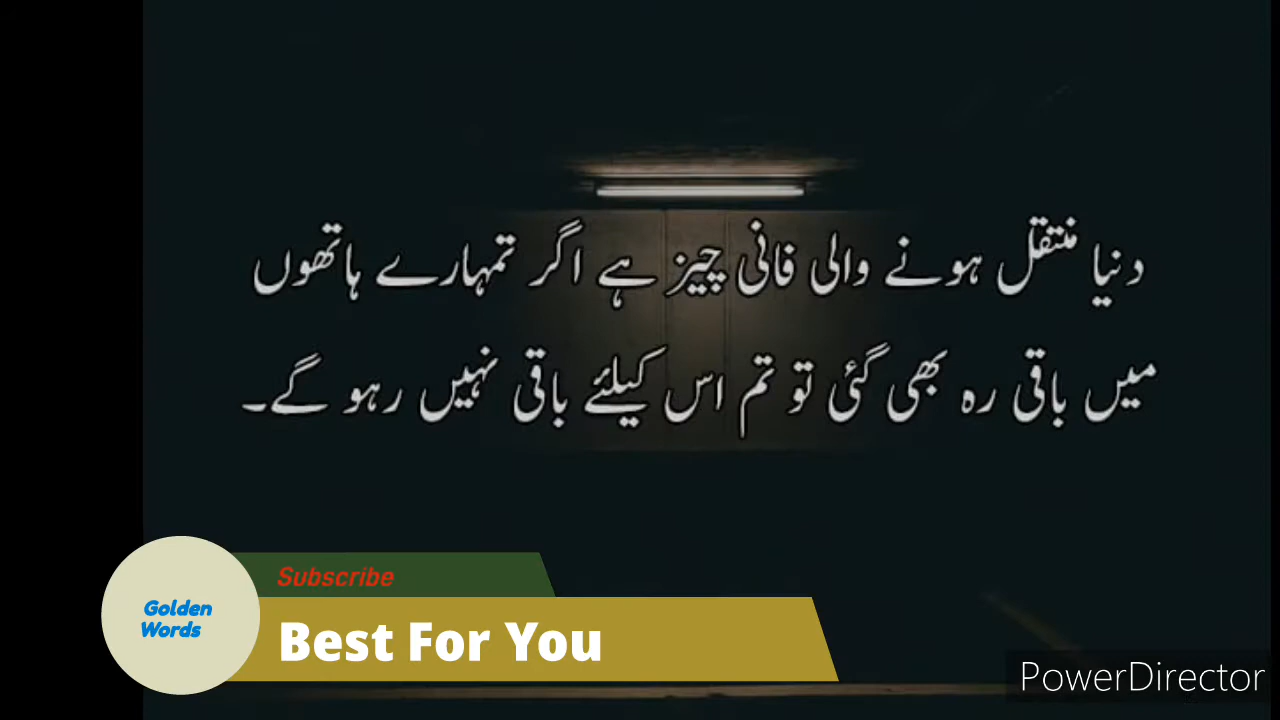 دنیا منتقل ہونے والی فانی چیز ہے اگر تمہارے ہاتھوں
میں باقی رہ بھی گئی تو تم اس کیلئے باقی نہیں رہو گے۔
Subscribe
Golden
Words
Best For You
PowerDirector